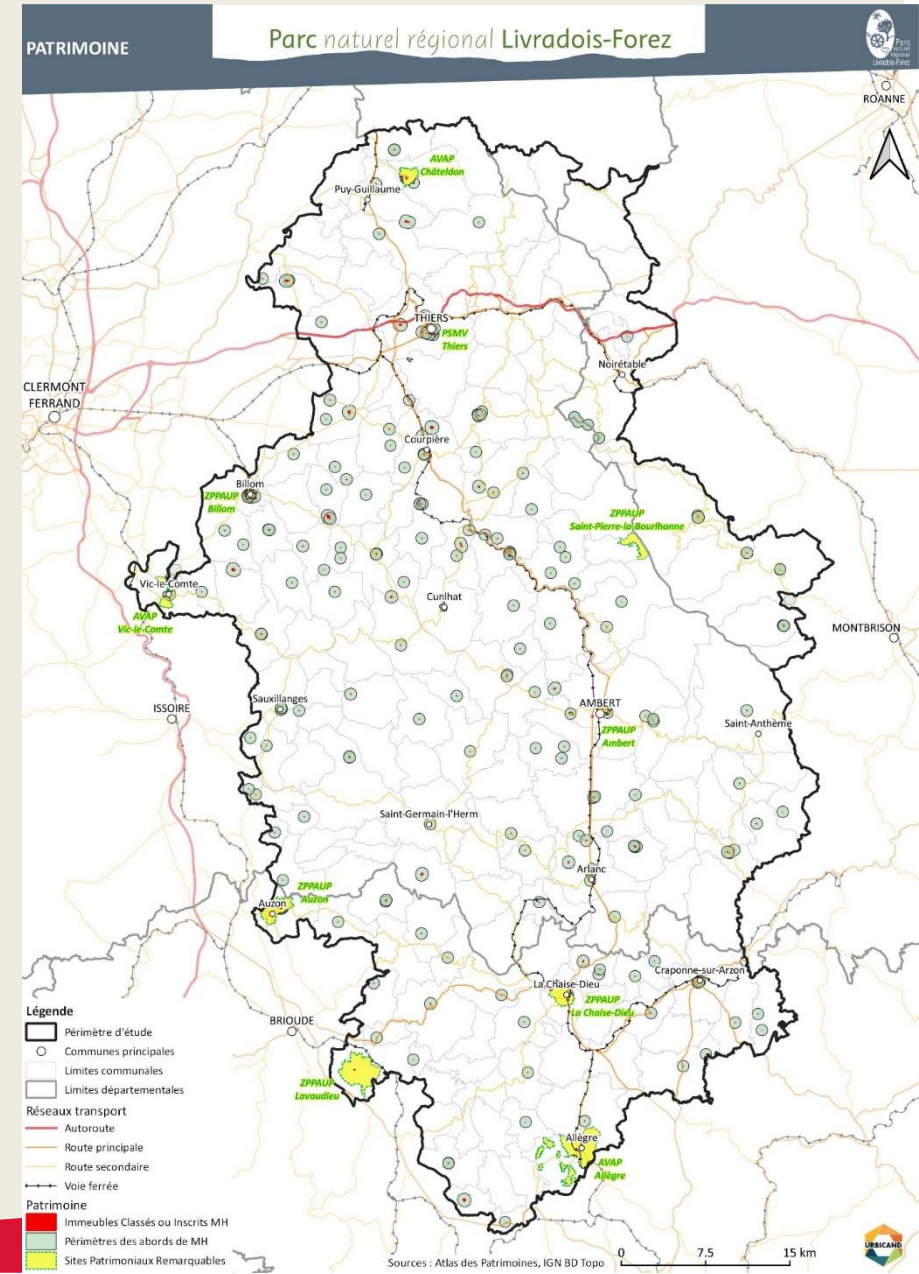 PATRIMOINE
Parc naturel régional Livradois-Forez
Parc
naturel
régional
Livradois-Forez
ROANNE
AVAP
Châteldon
Puy-Guillaume
THIERS
PSMV
Thiers
Noirétable
CLERMONT
FERRAND
Courpière
Billom
ZPPAUP
Billom
ZPPAUP
Saint-Pierre-la Bourlhonne
Vic-le-Comte
AVAP
Vic-le-Comte
Cunlhat
MONTBRISON
ISSOIRE
Sauxillanges
AMBERT
ZPPAUP
Ambert
Saint-Anthème
Saint-Germain-l'Herm
Arlanc
ZPPAUP
Auzon
Auzon
La Chaise-Dieu
ZPPAUP
La Chaise-Dieu
Craponne-sur-Arzon
BRIOUDE
ZPPAUP
Lavaudieu
Allègre
AVAP
Allègre
Légende
Périmètre d'étude
Communes principales
Limites communales
Limites départementales
Réseaux transport
Autoroute
Route principale
Route secondaire
Voie ferrée
Patrimoine
Immeubles Classés ou Inscrits MH
Périmètres des abords de MH
Sites Patrimoniaux Remarquables
Sources : Atlas des Patrimoines, IGN BD Topo
0 7.5 15 km
URBICAND